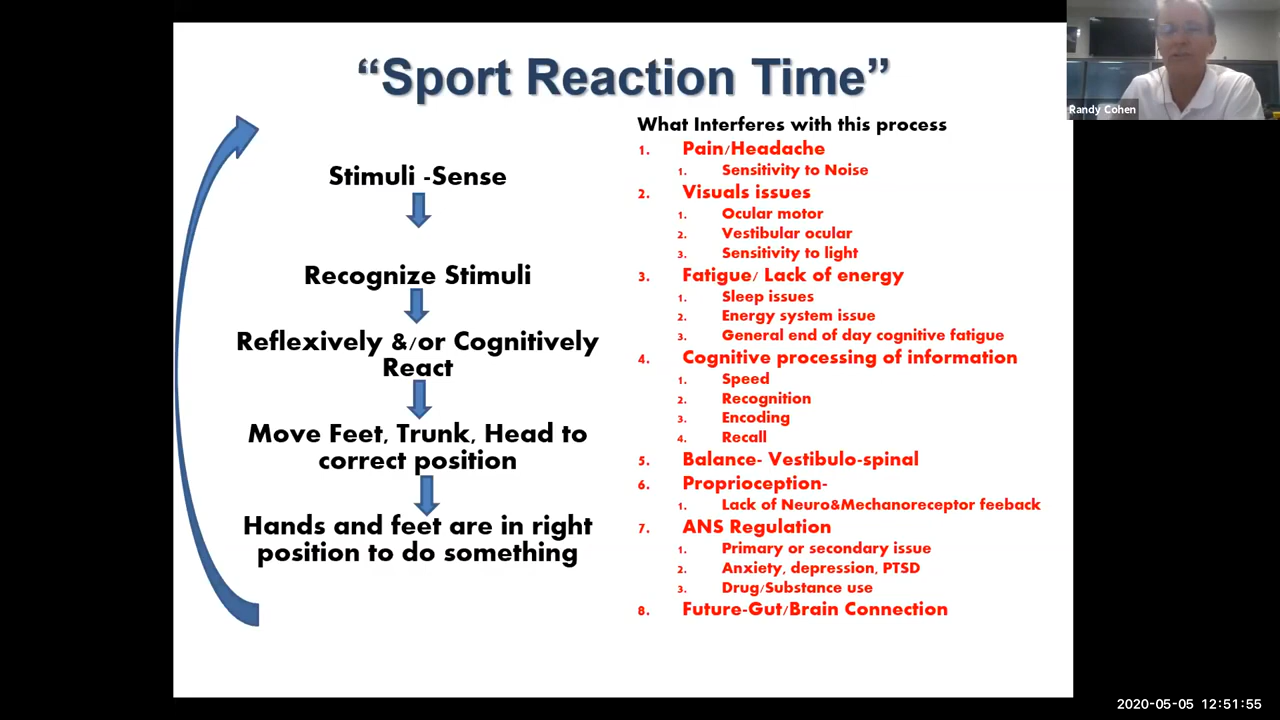 “Sport Reaction Time”
Stimuli -Sense
Recognize Stimuli
Reflexively &/or Cognitively
React
Move Feet, Trunk, Head to
correct position
Hands and feet are in right
position to do something
What Interferes with this process
1. Pain/Headache
1. Sensitivity to Noise
2. Visuals issues
1. Ocular motor
2. Vestibular ocular
3. Sensitivity to light
3. Fatigue/ Lack of energy
1. Sleep issues
2. Energy system issue
3. General end of day cognitive fatigue
4. Cognitive processing of information
1. Speed
2. Recognition
3. Encoding
4. Recall
5. Balance- Vestibulo-spinal
6. Proprioception-
1. Lack of Neuro&Mechanoreceptor feeback
7. ANS Regulation
1. Primary or secondary issue
2. Anxiety, depression, PTSD
3. Drug/Substance use
8. Future-Gut/Brain Connection
Randy Cohen
2020-05-05 12:51:55